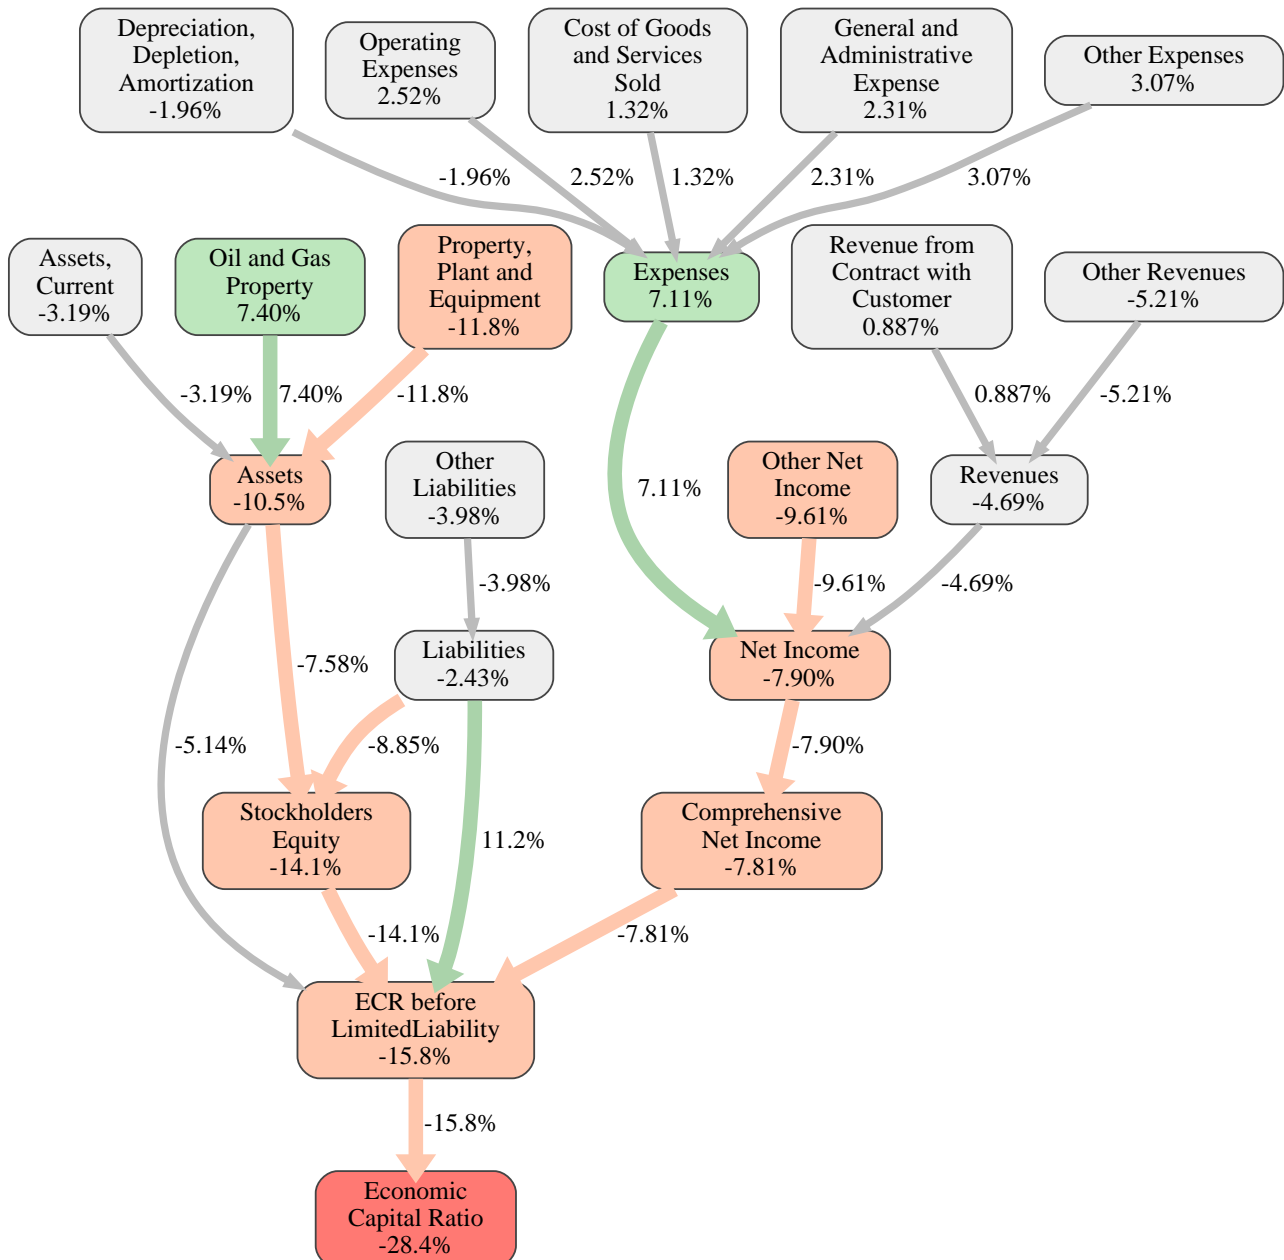 Depreciation,
Depletion,
Amortization
-1.96%
Operating
Expenses
2.52%
Cost of Goods
and Services
Sold
1.32%
General and
Administrative
Expense
2.31%
Other Expenses
3.07%
-1.96%
2.52%
1.32%
2.31%
3.07%
Assets,
Current
-3.19%
Oil and Gas
Property
7.40%
Property,
Plant and
Equipment
-11.8%
Expenses
7.11%
Revenue from
Contract with
Customer
0.887%
Other Revenues
-5.21%
-3.19%
7.40%
-11.8%
0.887%
-5.21%
Assets
-10.5%
Other
Liabilities
-3.98%
7.11%
Other Net
Income
-9.61%
Revenues
-4.69%
-3.98%
-9.61%
-4.69%
-7.58%
Liabilities
-2.43%
Net Income
-7.90%
-5.14%
-8.85%
-7.90%
Stockholders
Equity
-14.1%
11.2%
Comprehensive
Net Income
-7.81%
-14.1%
-7.81%
ECR before
LimitedLiability
-15.8%
-15.8%
Economic
Capital Ratio
-28.4%